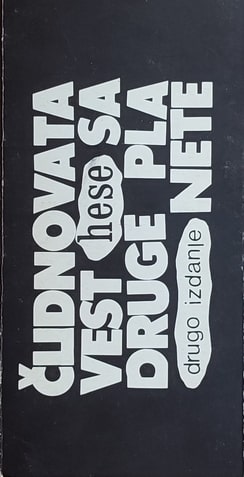 ČUDNOVATA
VEST hese SA
DRUGE PLA
drugo izdanje NETE